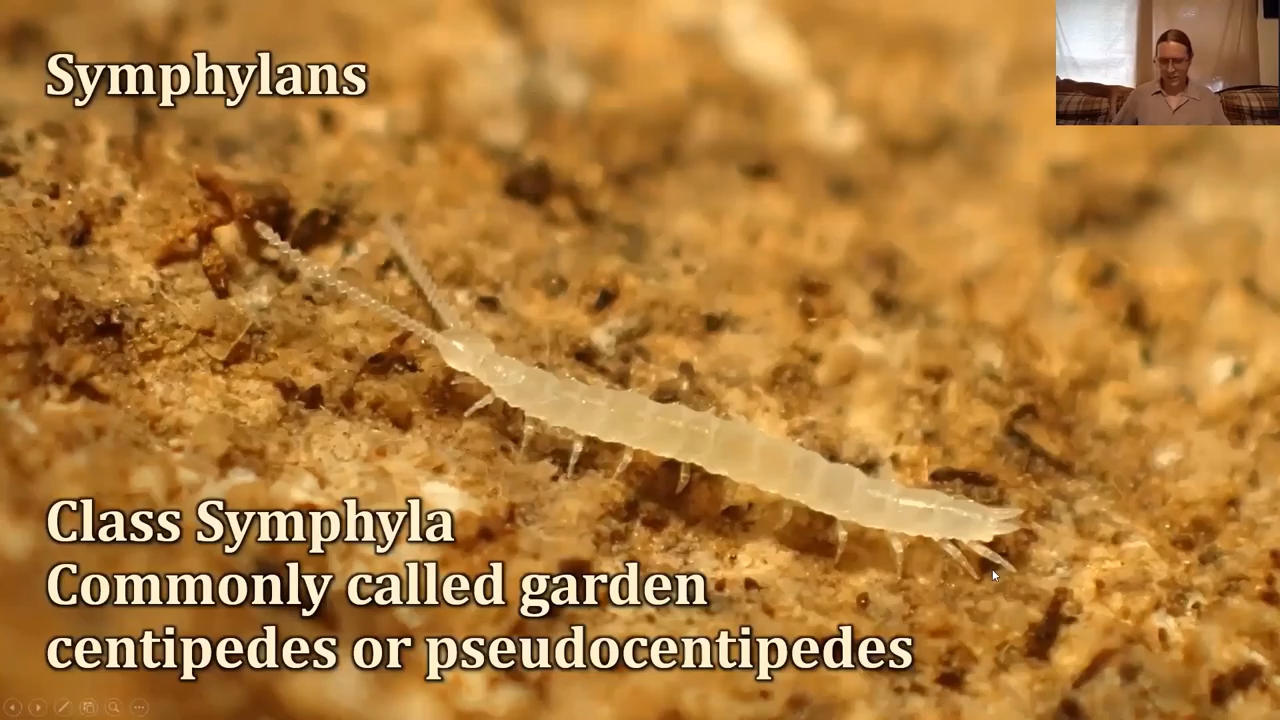 Symphylans
Class Symphyla
Commonly called garden
centipedes or pseudocentipedes